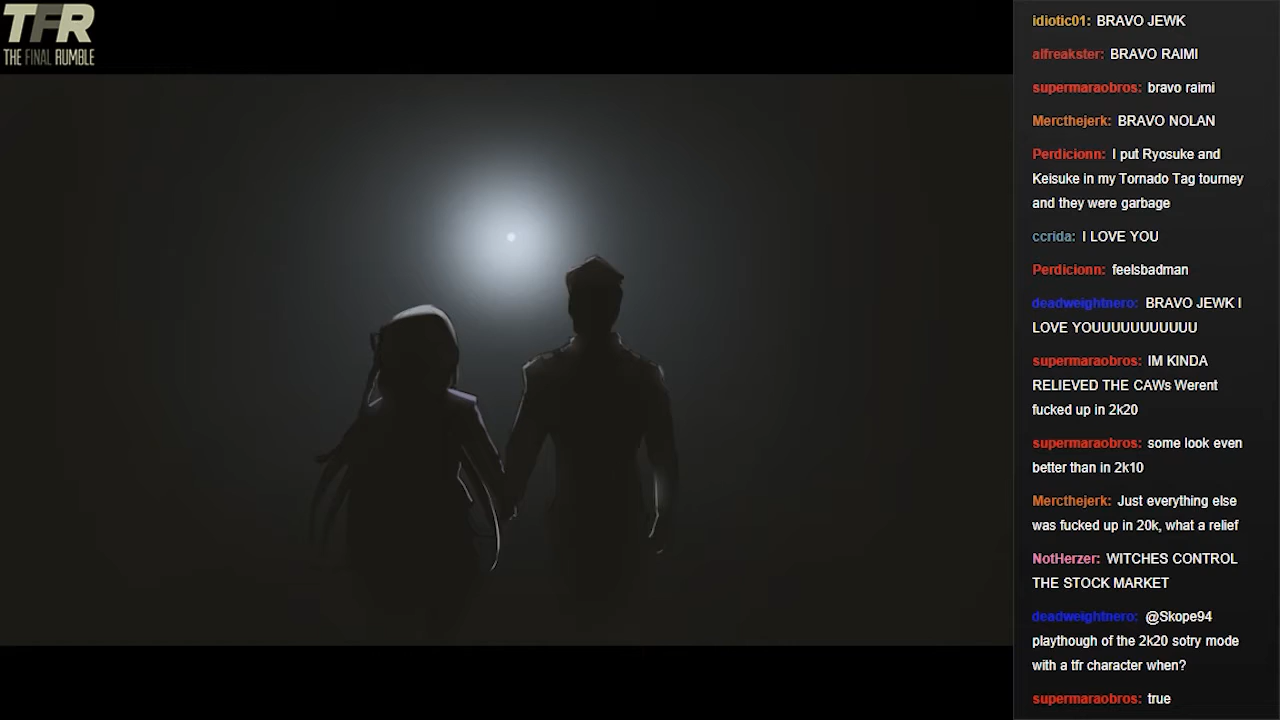 TFR
THE FINAL RUMBLE
idiotic01: BRAVO JEWK
alfreakster: BRAVO RAIMI
supermaraobros: bravo raimi
Mercthejerk: BRAVO NOLAN
Perdicionn: I put Ryosuke and
Keisuke in my Tornado Tag tourney
and they were garbage
ccrida: I LOVE YOU
Perdicionn: feelsbadman
deadweightnero: BRAVO JEWK I
LOVE YOUUUUUUUUUUU
supermaraobros: IM KINDA
RELIEVED THE CAWs Werent
fucked up in 2k20
supermaraobros: some look even
better than in 2k10
Mercthejerk: Just everything else
was fucked up in 20k, what a relief
NotHerzer: WITCHES CONTROL
THE STOCK MARKET
deadweightnero: @Skope94
playthough of the 2k20 sotry mode
with a tfr character when?
supermaraobros: true